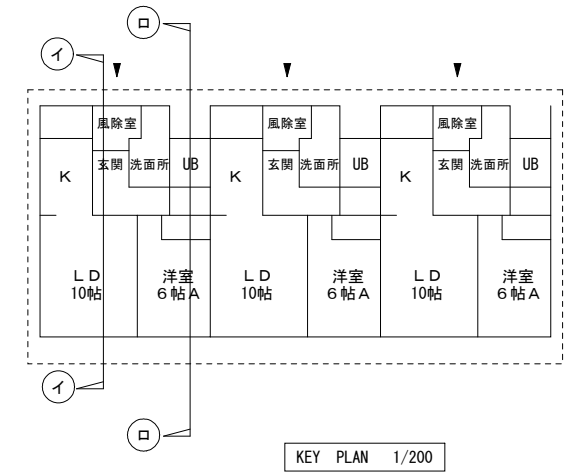 ロ
イ
風除室 風除室 風除室
玄関 洗面所 UB 玄関 洗面所 UB 玄関 洗面所 UB
K K K
LD 洋室 LD 洋室 LD 洋室
10帖 6帖A 10帖 6帖A 10帖 6帖A
イ
ロ
KEY PLAN 1/200